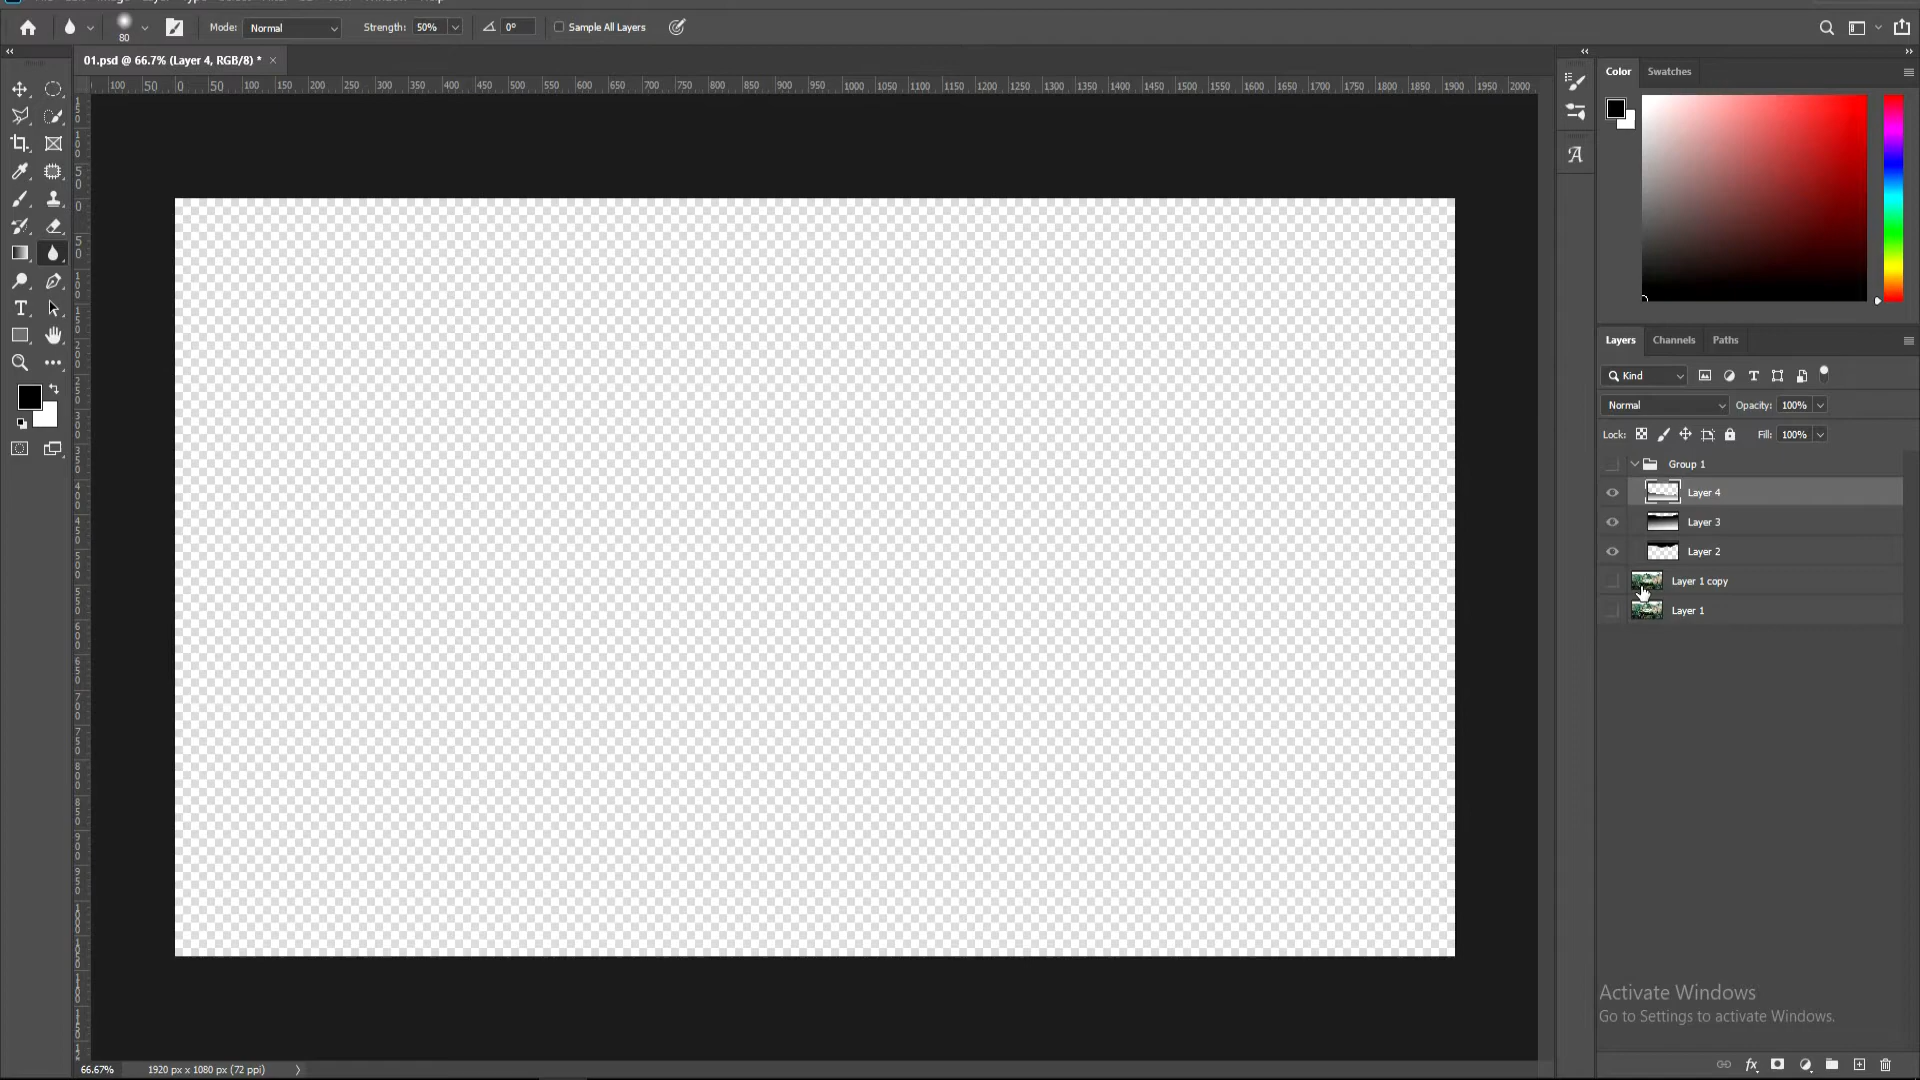 Mode: Normal Strength: 50% 0° Sample All Layers
80
01.psd @ 66.7% (Layer 4, RGB/8) * ×
100 50 0 50 100 150 200 250 300 350 400 450 500 550 600 650 700 750 800 850 900 950 1000 1050 1100 1150 1200 1250 1300 1350 1400 1450 1500 1550 1600 1650 1700 1750 1800 1850 1900 1950 2000
Color Swatches
Layers Channels Paths
Kind
Normal Opacity: 100%
Lock: Fill: 100%
Group 1
Layer 4
Layer 3
Layer 2
Layer 1 copy
Layer 1
Activate Windows
Go to Settings to activate Windows.
66.67% 1920 px x 1080 px (72 ppi)